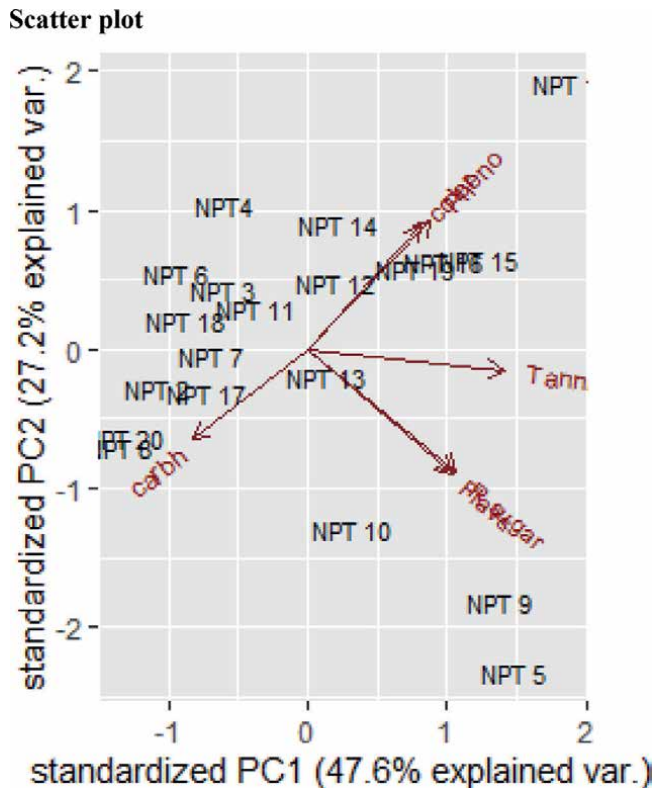 Scatter plot
standardized PC2 (27.2% explained var.)
2
1
0
-1
-2
NPT
NPT4
NPT 14
NPT 6
NPT 3
NPT 12
NPT 15
NPT 11
NPT 18
NPT 7
NPT 13
NPT 2
NPT 17
carbh
NPT 10
NPT 9
NPT 5
-1
0
1
2
standardized PC1 (47.6% explained var.)